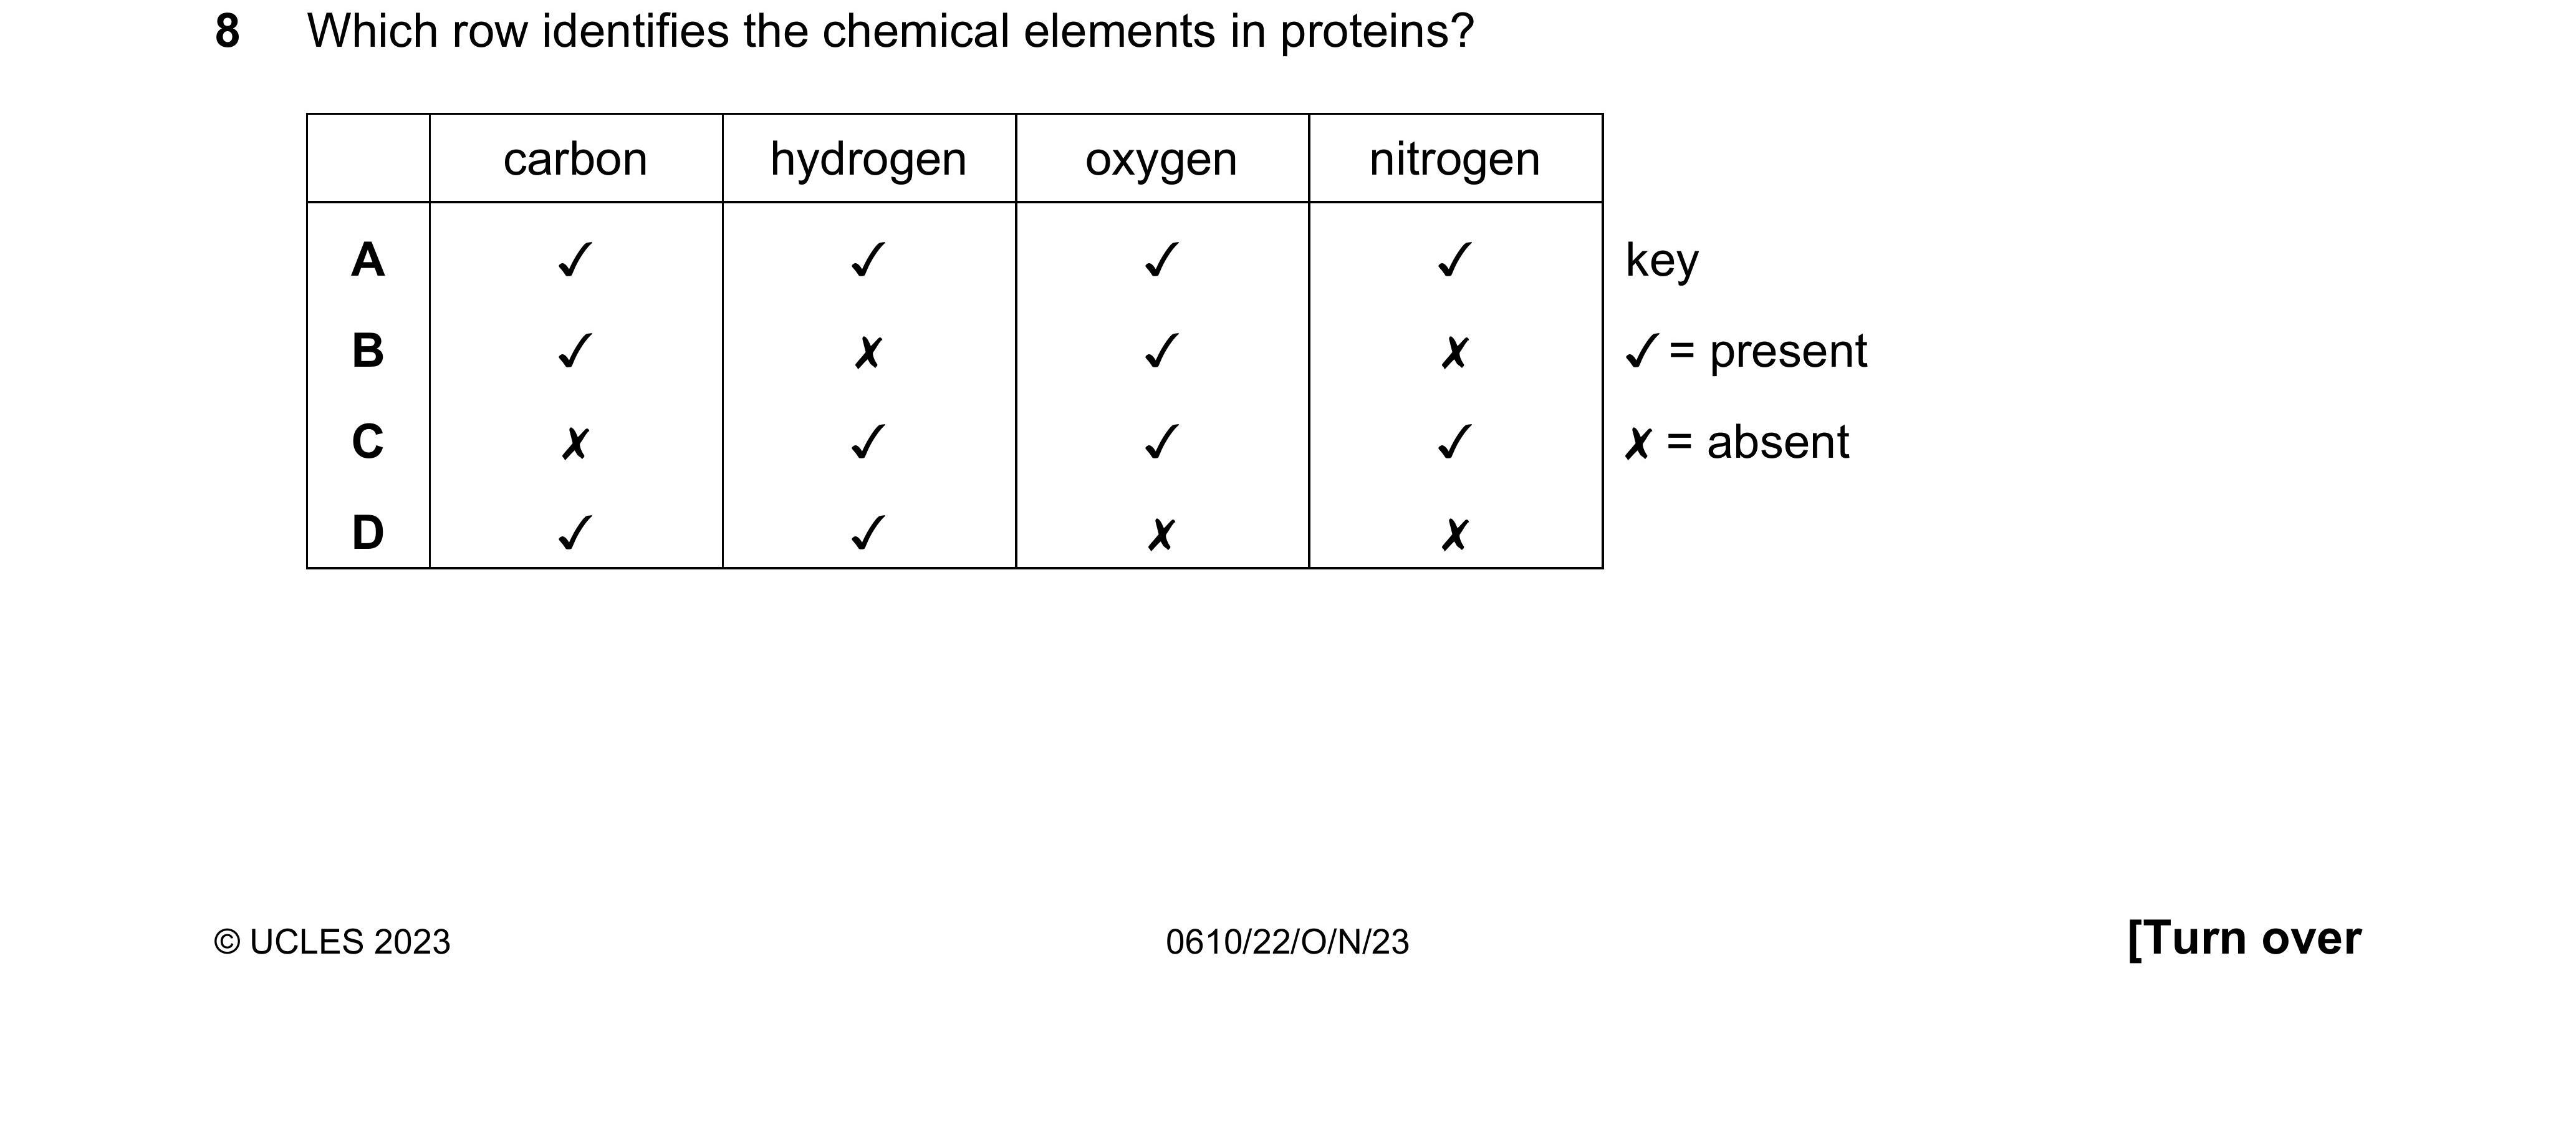 8 Which row identifies the chemical elements in proteins?
carbon hydrogen oxygen nitrogen
A ✓ ✓ ✓ ✓ key
B ✓ ✗ ✓ ✗ ✓ = present
C ✗ ✓ ✓ ✓ ✗ = absent
D ✓ ✓ ✗ ✗
© UCLES 2023 0610/22/O/N/23 [Turn over